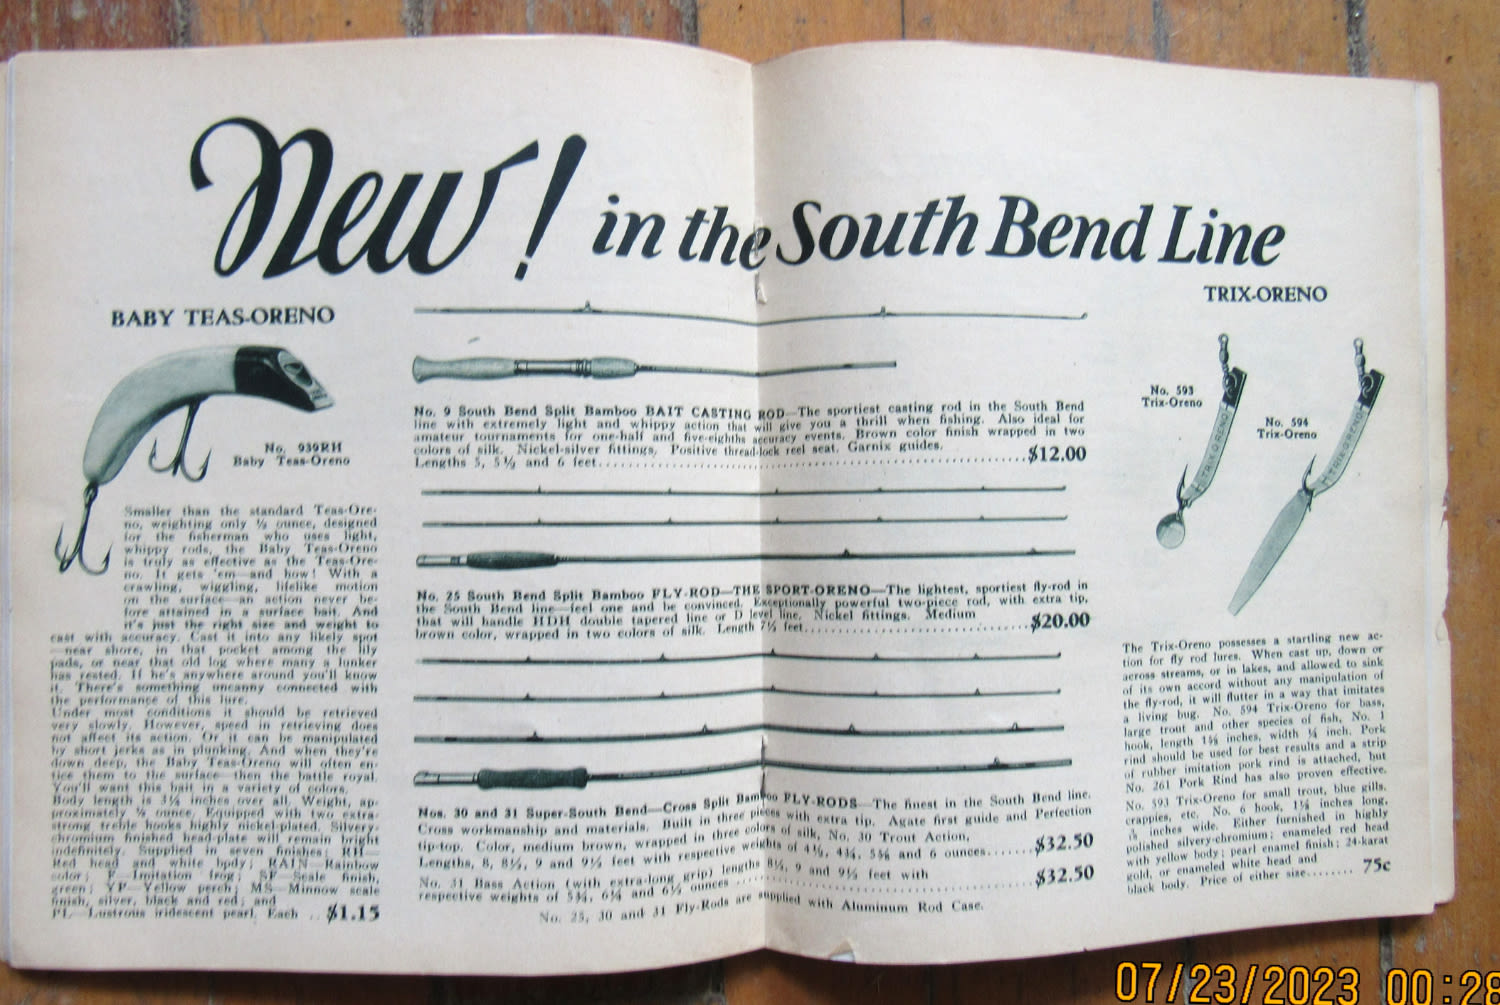 New! in the South Bend Line
BABY TEAS-ORENO
No. 939RH
Baby Teas-Oreno
Smaller than the standard Teas-Ore-
no, weighting only ½ ounce, designed
for the fisherman who uses light,
whippy rods, the Baby Teas-Oreno
is truly as effective as the Teas-Ore-
no. It gets 'em—and how! With a
crawling, wiggling, lifelike motion
on the surface—an action never be-
fore attained in a surface bait. And
it's just the right size and weight to
cast with accuracy. Cast it into any likely spot
—near shore, in that pocket among the lily
pads, or near that old log where many a lunker
has rested. If he's anywhere around you'll know
it. There's something uncanny connected with
the performance of this lure.
Under most conditions it should be retrieved
very slowly. However, speed in retrieving does
not affect its action. Or it can be manipulated
by short jerks as in plunking. And when they're
down deep, the Baby Teas-Oreno will often en-
tice them to the surface—then the battle royal.
You'll want this bait in a variety of colors.
Body length is 3¼ inches over all. Weight, ap-
proximately ½ ounce. Equipped with two extra-
strong treble hooks highly nickel-plated. Silvery-
chromium finished head-plate will remain bright
indefinitely. Supplied in seven finishes: RH—
Red head and white body; RAIN—Rainbow
color; F—Imitation frog; SF—Scale finish,
green; YP—Yellow perch; MS—Minnow scale
finish, silver, black and red; and
PL—Lustrous iridescent pearl. Each .. $1.15
No. 9 South Bend Split Bamboo BAIT CASTING ROD—The sportiest casting rod in the South Bend
line with extremely light and whippy action that will give you a thrill when fishing. Also ideal for
amateur tournaments for one-half and five-eighths accuracy events. Brown color finish wrapped in two
colors of silk. Nickel-silver fittings. Positive thread-lock reel seat. Garnix guides.
Lengths 5, 5½ and 6 feet............ $12.00
No. 25 South Bend Split Bamboo FLY-ROD—THE SPORT-ORENO—The lightest, sportiest fly-rod in
the South Bend line—feel one and be convinced. Exceptionally powerful two-piece rod, with extra tip,
that will handle HDH double tapered line or D level line. Nickel fittings. Medium
brown color, wrapped in two colors of silk. Length 7½ feet............ $20.00
Nos. 30 and 31 Super-South Bend—Cross Split Bamboo FLY-RODS—The finest in the South Bend line.
Cross workmanship and materials. Built in three pieces with extra tip. Agate first guide and Perfection
tip-top. Color, medium brown, wrapped in three colors of silk, No. 30 Trout Action,
Lengths, 8, 8½, 9 and 9½ feet with respective weights of 4½, 4¾, 5⅝ and 6 ounces....... $32.50
No. 31 Bass Action (with extra-long grip) lengths 8½, 9 and 9½ feet with
respective weights of 5¾, 6¼ and 6½ ounces ............ $32.50
No. 25, 30 and 31 Fly-Rods are supplied with Aluminum Rod Case.
TRIX-ORENO
No. 593
Trix-Oreno
No. 594
Trix-Oreno
TRIX-ORENO
TRIX-ORENO
The Trix-Oreno possesses a startling new ac-
tion for fly rod lures. When cast up, down or
across streams, or in lakes, and allowed to sink
of its own accord without any manipulation of
the fly-rod, it will flutter in a way that imitates
a living bug. No. 594 Trix-Oreno for bass,
large trout and other species of fish, No. 1
hook, length 1⅝ inches, width ¼ inch. Pork
rind should be used for best results and a strip
of rubber imitation pork rind is attached, but
No. 261 Pork Rind has also proven effective.
No. 593 Trix-Oreno for small trout, blue gills,
crappies, etc. No. 6 hook, 1⅛ inches long,
inches wide. Either furnished in highly
polished silvery-chromium; enameled red head
with yellow body; pearl enamel finish; 24-karat
gold, or enameled white head and
black body. Price of either size........ 75c
07/23/2023 00:28